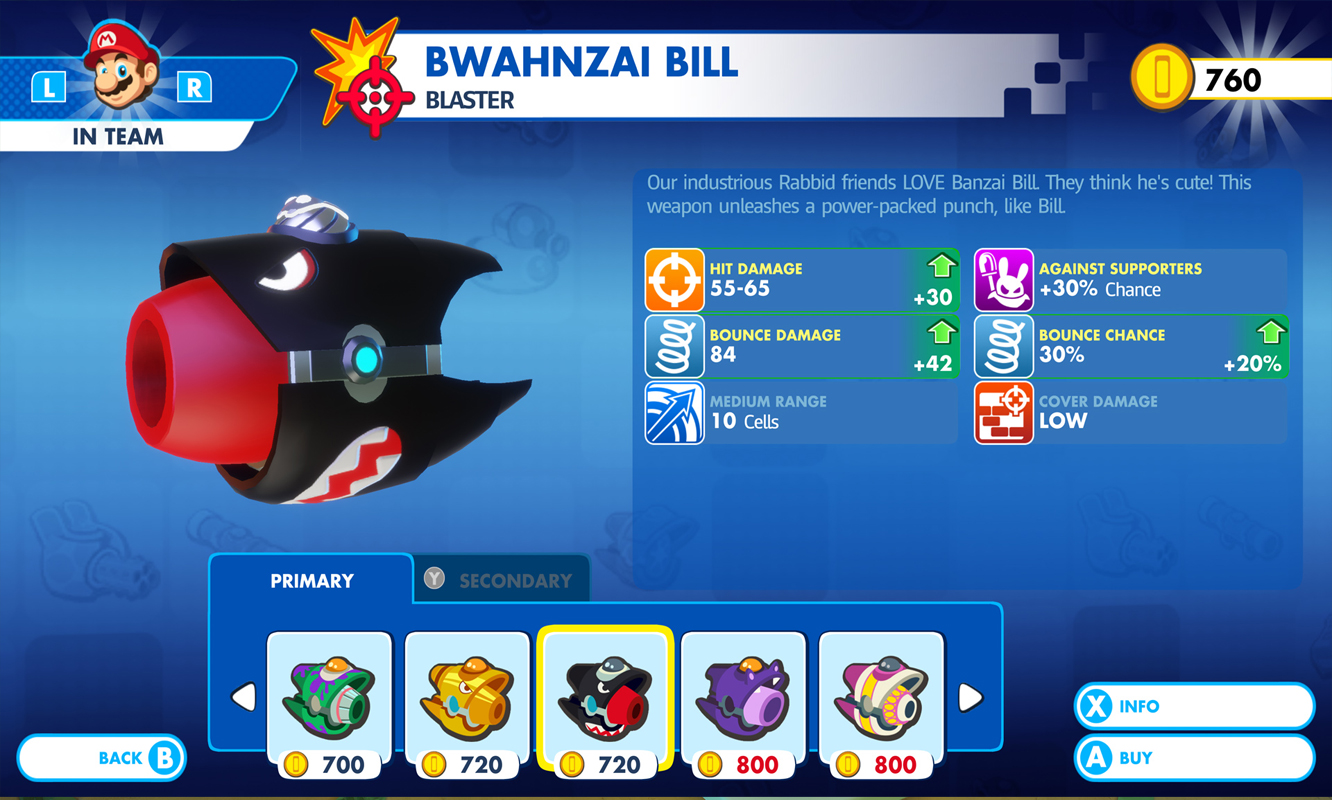 L
R
IN TEAM
BWAHNZAI BILL
BLASTER
760
Our industrious Rabbid friends LOVE Banzai Bill. They think he's cute! This
weapon unleashes a power-packed punch, like Bill.
HIT DAMAGE
55-65
+30
AGAINST SUPPORTERS
+30% Chance
BOUNCE DAMAGE
84
+42
BOUNCE CHANCE
30%
+20%
MEDIUM RANGE
10 Cells
COVER DAMAGE
LOW
PRIMARY
Y SECONDARY
700
720
720
800
800
BACK B
X INFO
A BUY